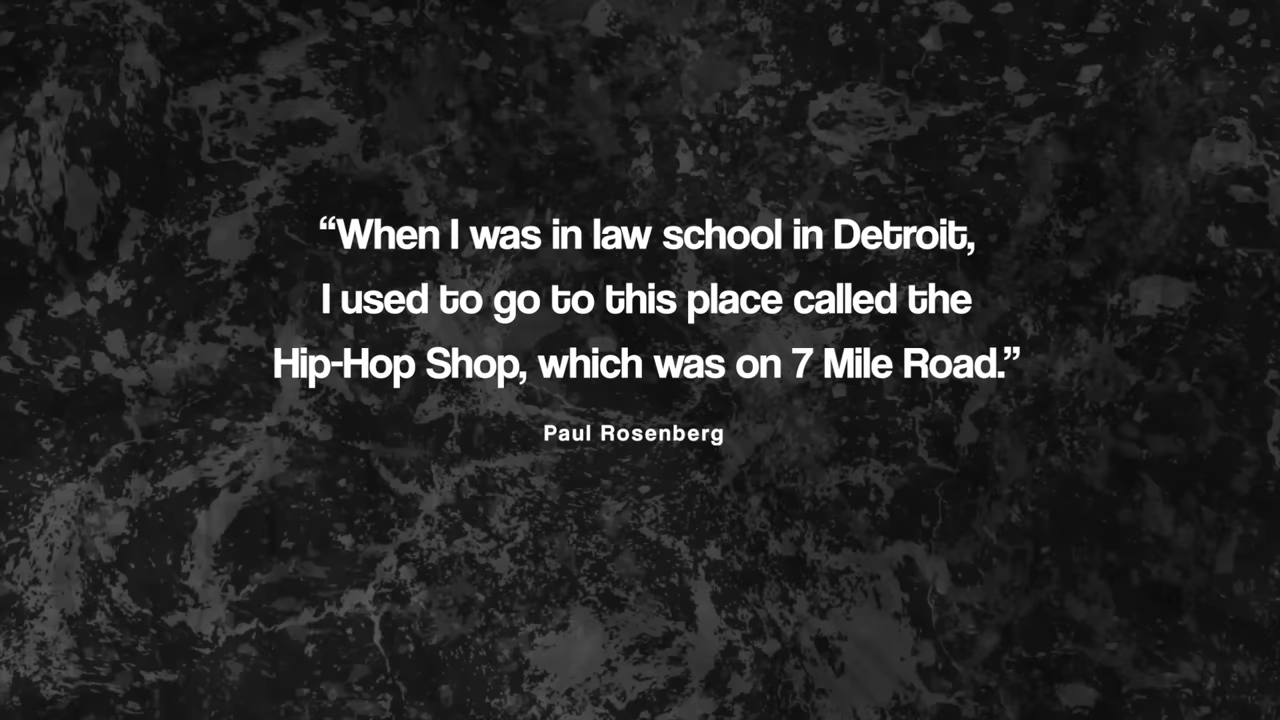 “When I was in law school in Detroit,
I used to go to this place called the
Hip-Hop Shop, which was on 7 Mile Road.”
Paul Rosenberg